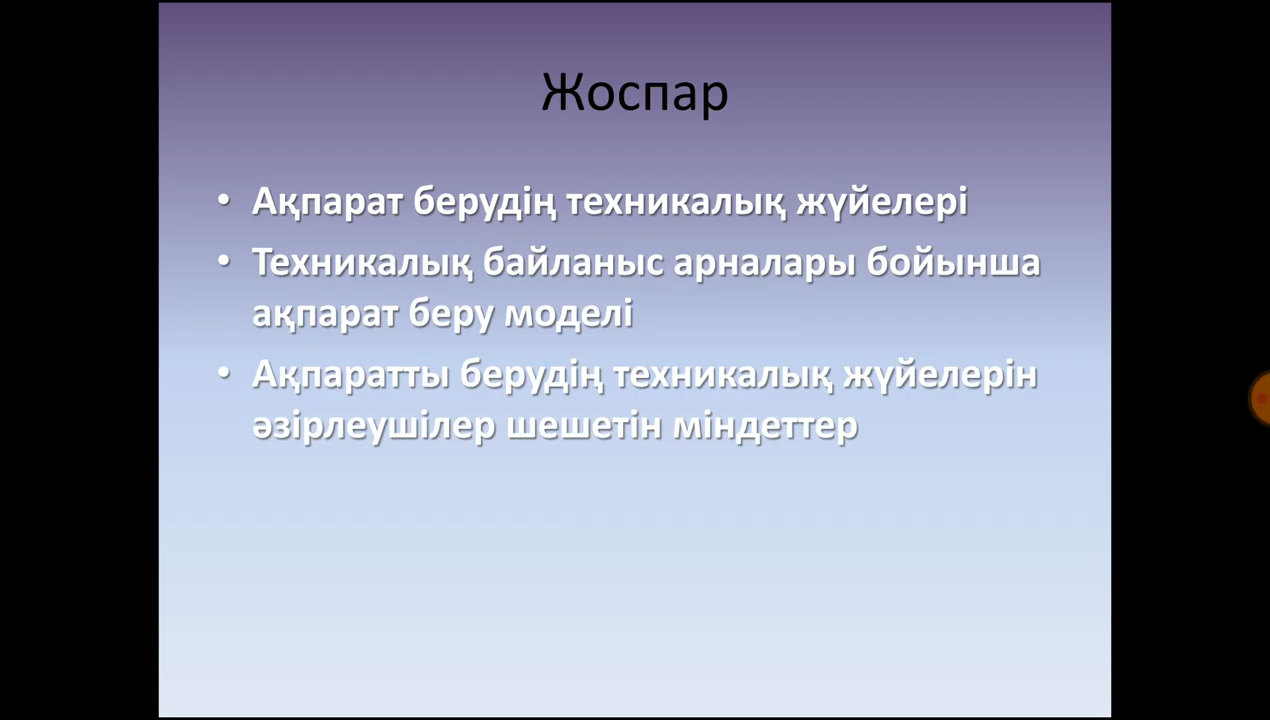 Жоспар
• Ақпарат берудің техникалық жүйелері
• Техникалық байланыс арналары бойынша
ақпарат беру моделі
• Ақпаратты берудің техникалық жүйелерін
әзірлеушілер шешетін міндеттер